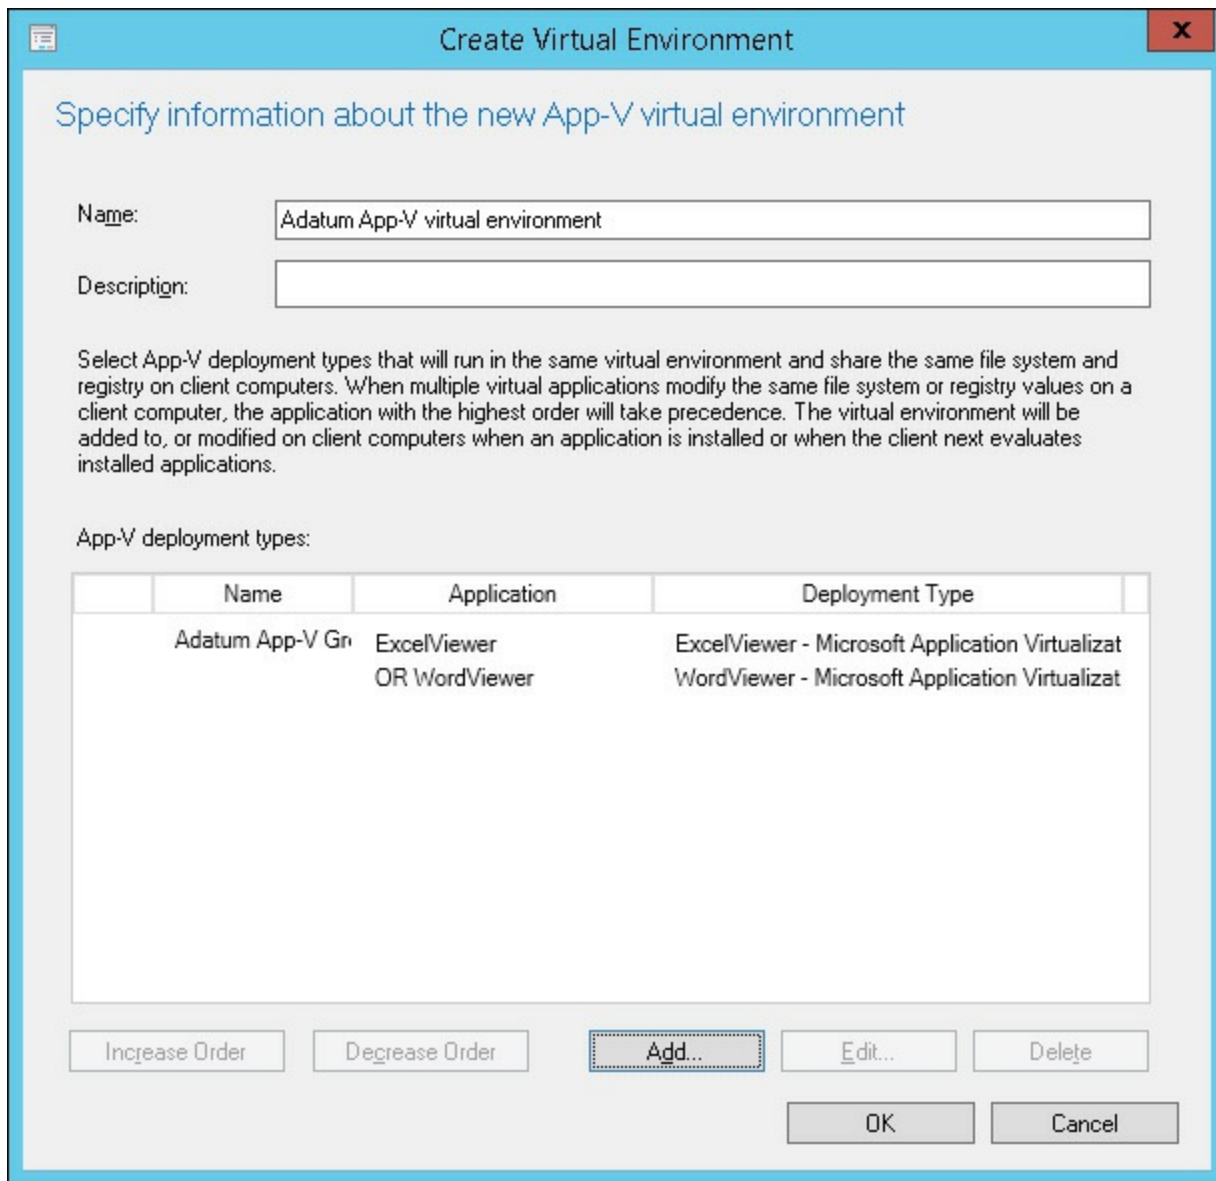 Create Virtual Environment
x
Specify information about the new App-V virtual environment
Name:
Adatum App-V virtual environment
Description:
Select App-V deployment types that will run in the same virtual environment and share the same file system and
registry on client computers. When multiple virtual applications modify the same file system or registry values on a
client computer, the application with the highest order will take precedence. The virtual environment will be
added to, or modified on client computers when an application is installed or when the client next evaluates
installed applications.
App-V deployment types:
Name Application Deployment Type
Adatum App-V Gr ExcelViewer ExcelViewer - Microsoft Application Virtualizat
OR WordViewer WordViewer - Microsoft Application Virtualizat
Increase Order Decrease Order Add... Edit... Delete
OK Cancel